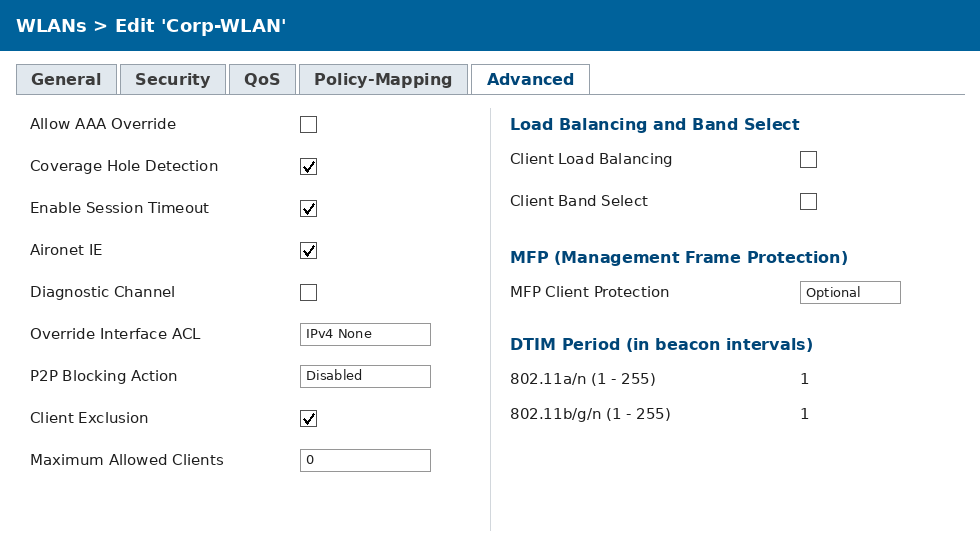 WLANs > Edit 'Corp-WLAN'
General Security QoS Policy-Mapping Advanced
Allow AAA Override
Coverage Hole Detection
Enable Session Timeout
Aironet IE
Diagnostic Channel
Override Interface ACL IPv4 None
P2P Blocking Action Disabled
Client Exclusion
Maximum Allowed Clients 0
Load Balancing and Band Select
Client Load Balancing
Client Band Select
MFP (Management Frame Protection)
MFP Client Protection Optional
DTIM Period (in beacon intervals)
802.11a/n (1 - 255) 1
802.11b/g/n (1 - 255) 1